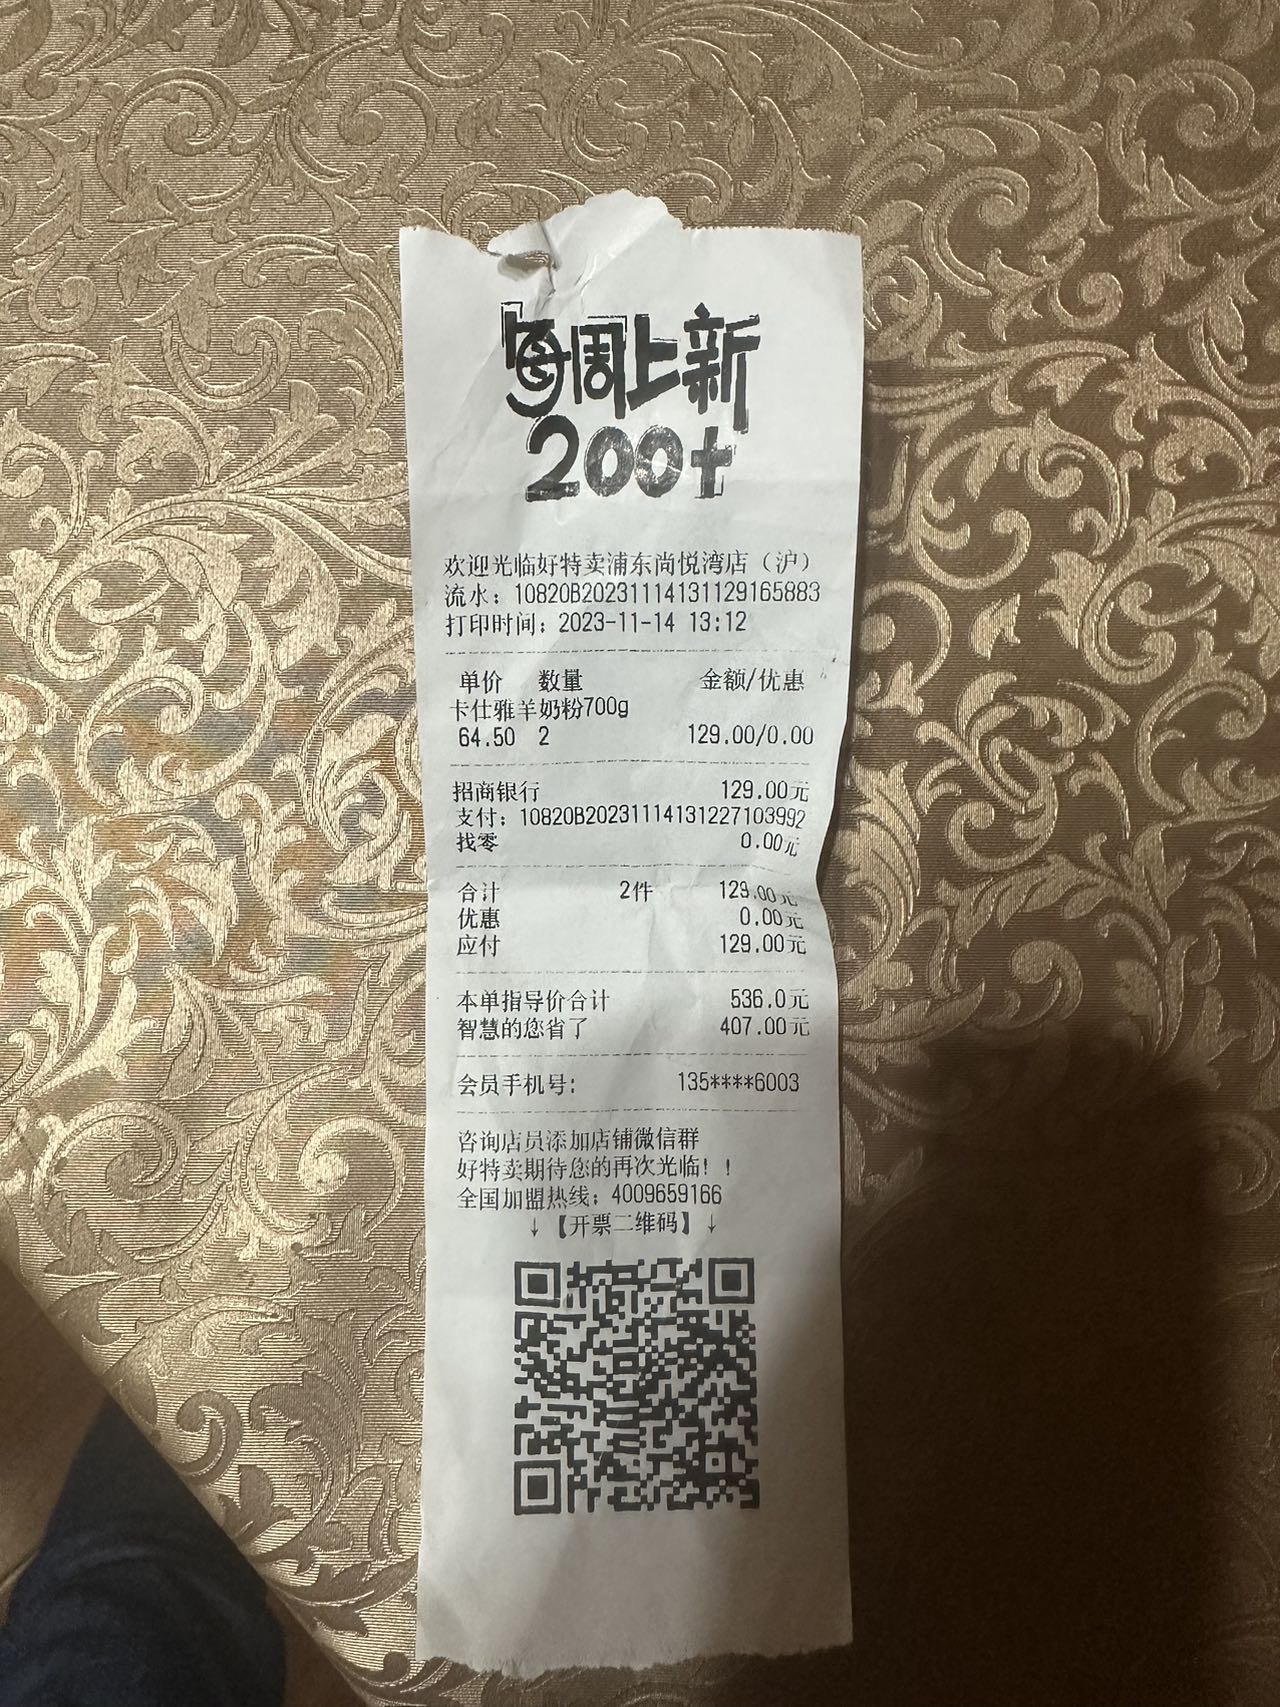 每周上新
200+
欢迎光临好特卖浦东尚悦湾店（沪）
流水：10820B20231114131129165883
打印时间：2023-11-14 13:12
单价 数量 金额/优惠
卡仕雅羊奶粉700g
64.50 2 129.00/0.00
招商银行 129.00元
支付：10820B20231114131227103992
找零 0.00元
合计 2件 129.00元
优惠 0.00元
应付 129.00元
本单指导价合计 536.0元
智慧的您省了 407.00元
会员手机号： 135****6003
咨询店员添加店铺微信群
好特卖期待您的再次光临！！
全国加盟热线：4009659166
↓【开票二维码】↓